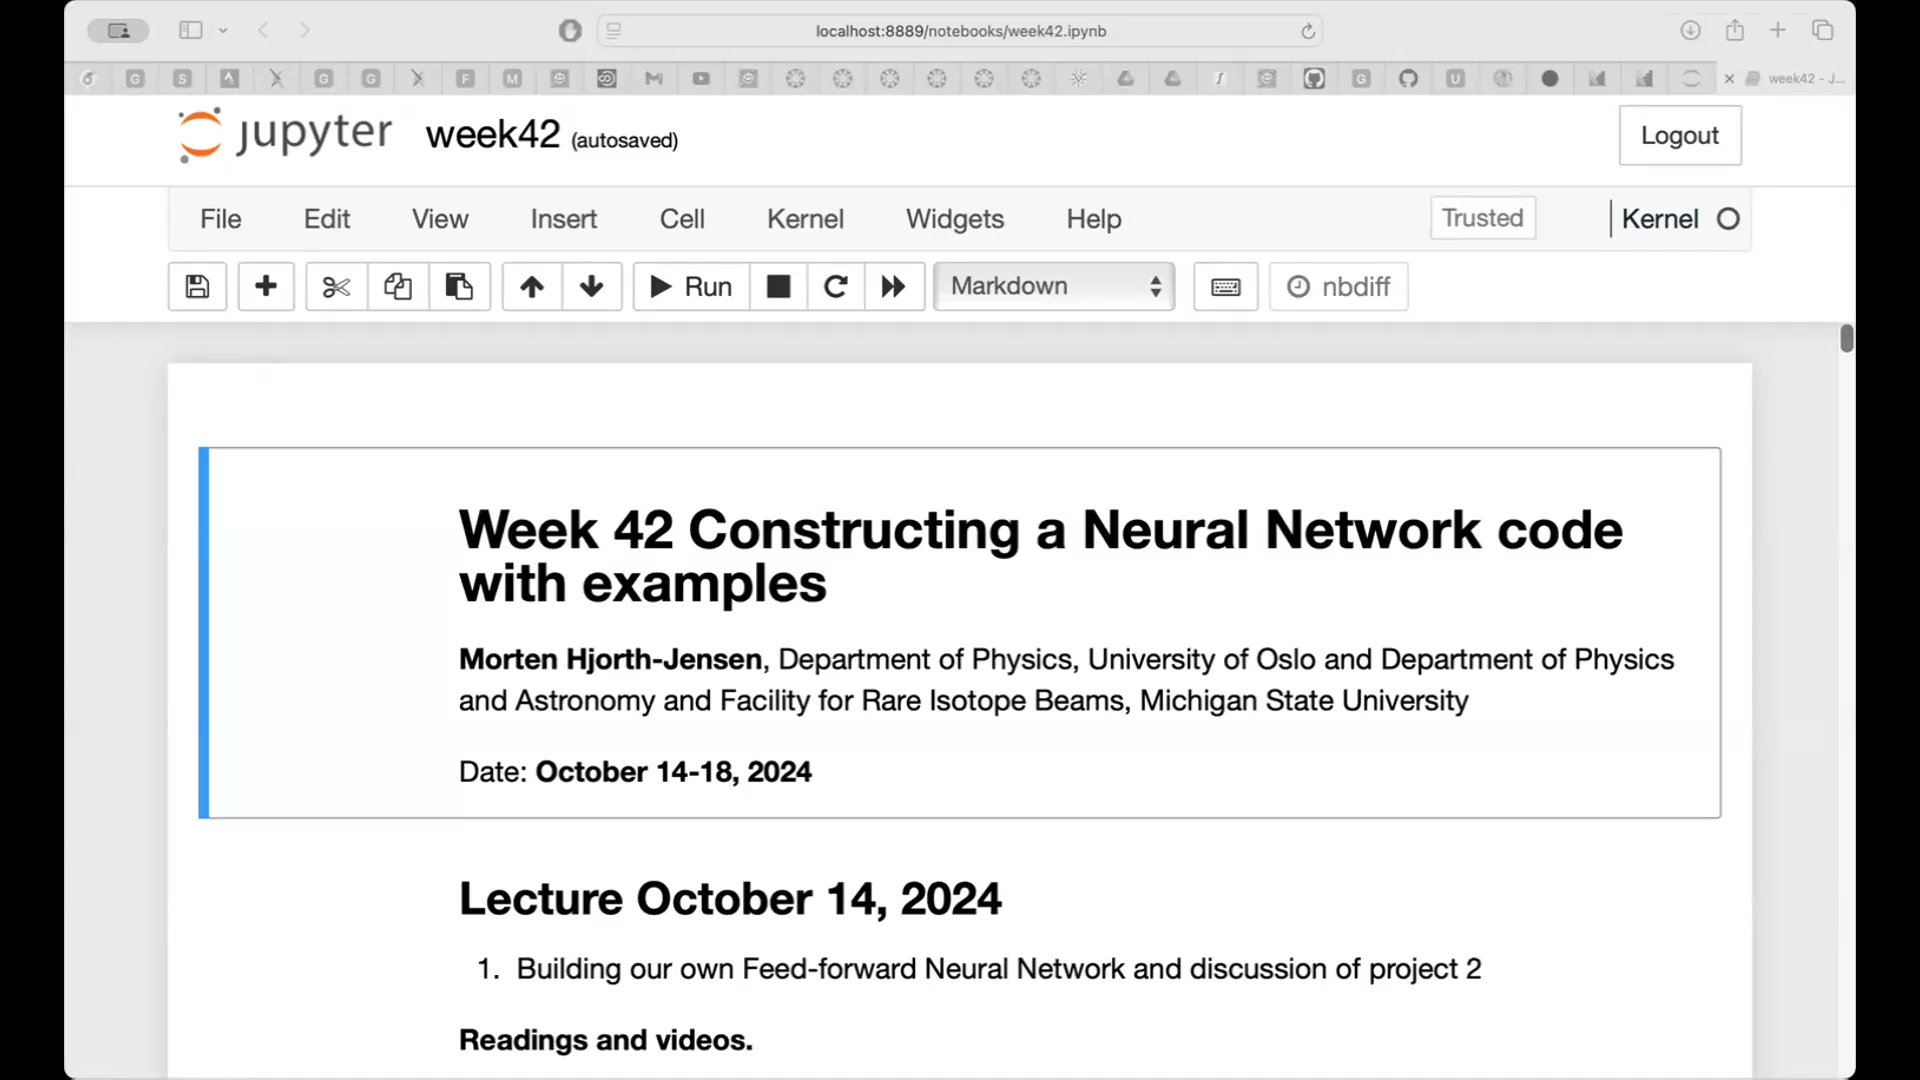 localhost:8889/notebooks/week42.ipynb
week42 - J...
jupyter week42 (autosaved)
Logout
File Edit View Insert Cell Kernel Widgets Help Trusted Kernel
Run Markdown nbdiff
Week 42 Constructing a Neural Network code
with examples
Morten Hjorth-Jensen, Department of Physics, University of Oslo and Department of Physics
and Astronomy and Facility for Rare Isotope Beams, Michigan State University
Date: October 14-18, 2024
Lecture October 14, 2024
1. Building our own Feed-forward Neural Network and discussion of project 2
Readings and videos.